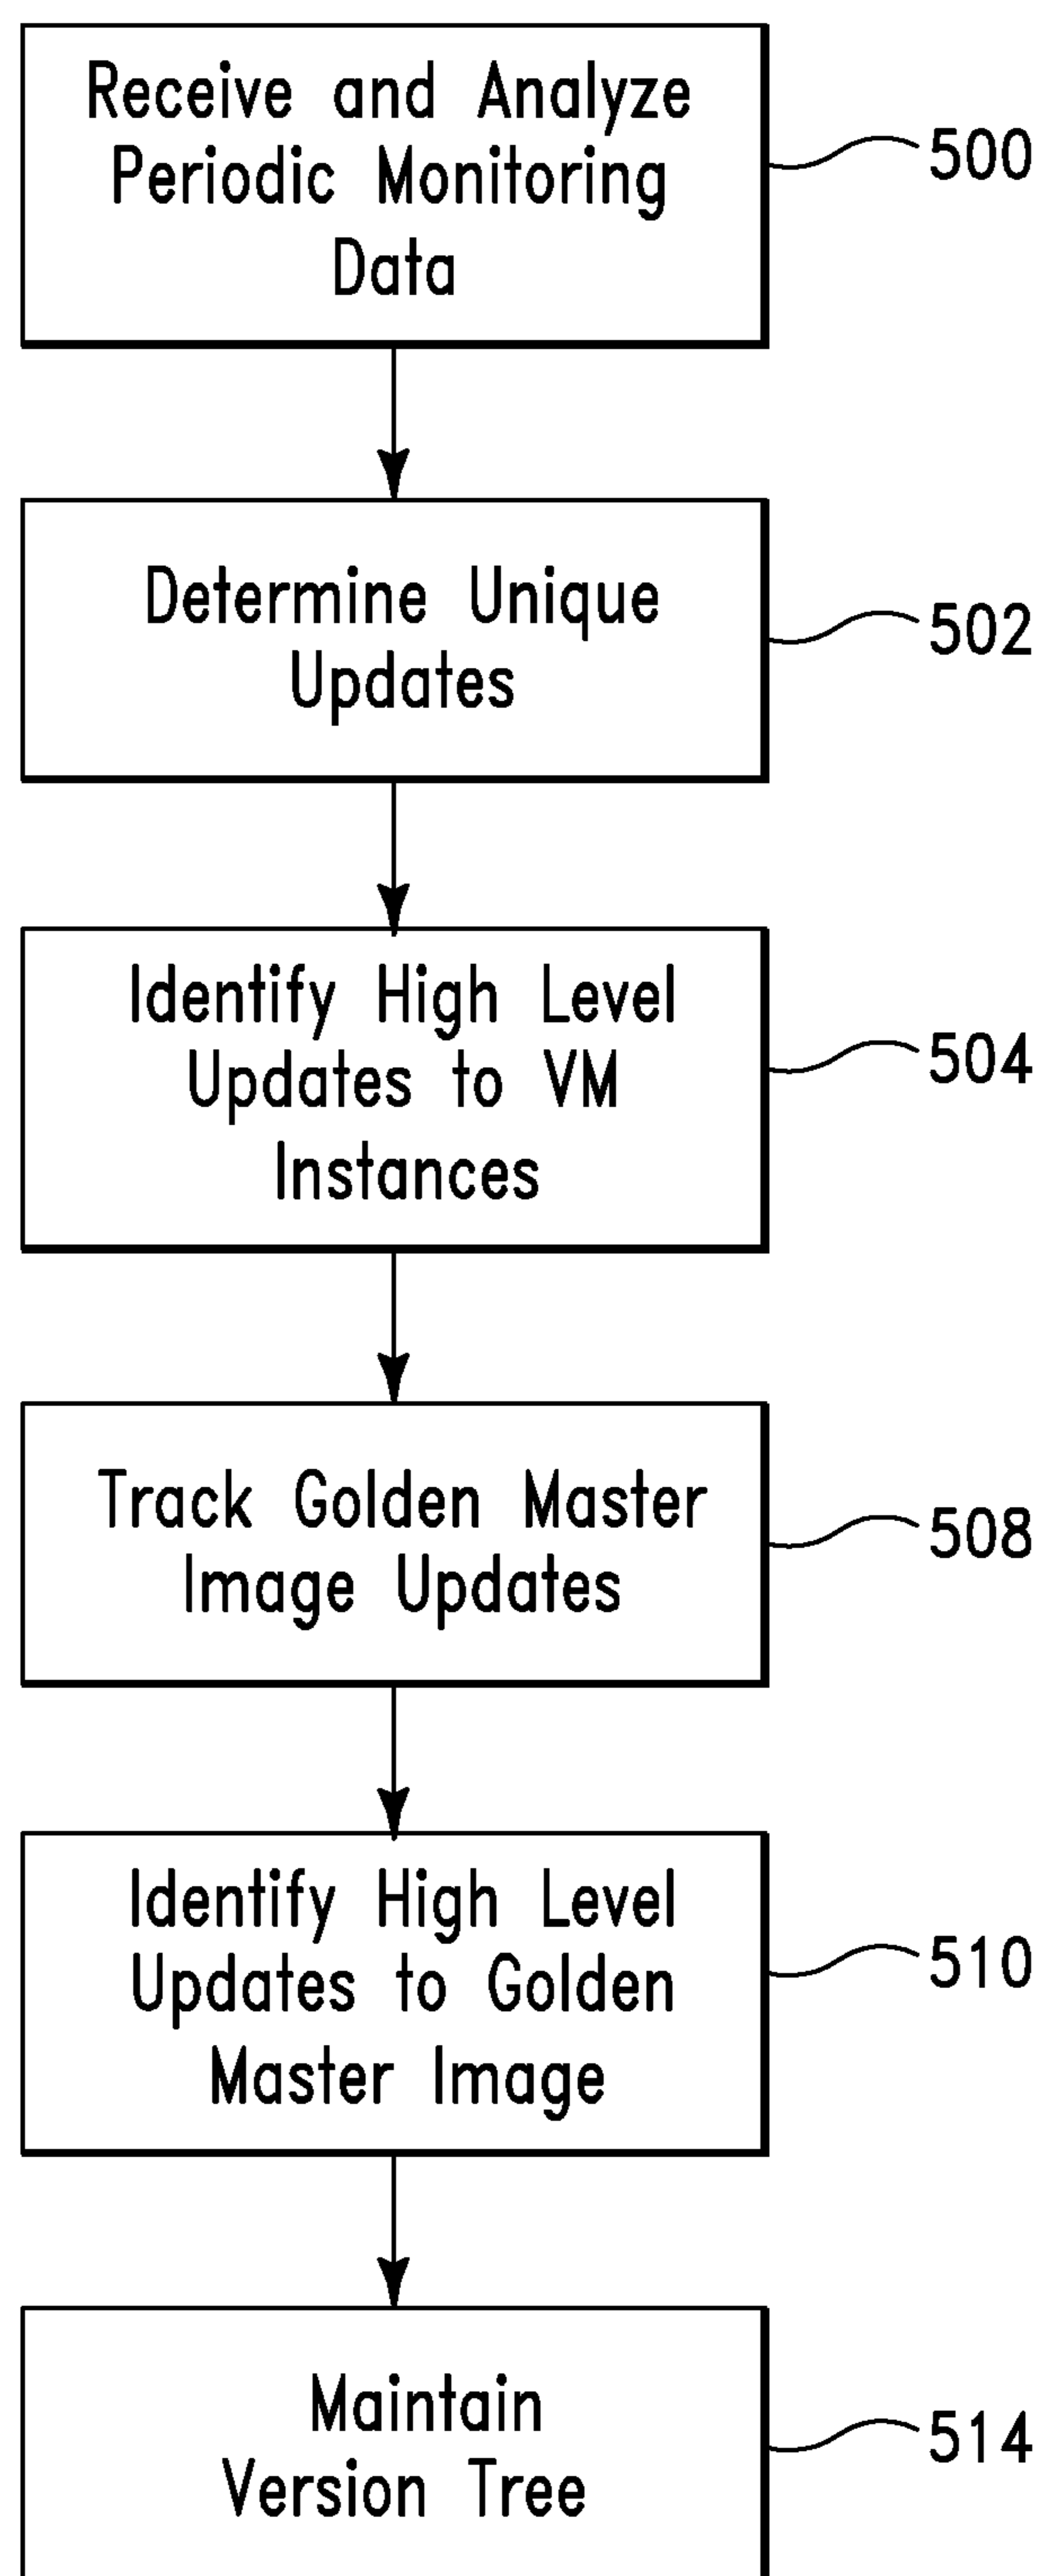 Receive and Analyze
Periodic Monitoring
Data
500
Determine Unique
Updates
502
Identify High Level
Updates to VM
Instances
504
Track Golden Master
Image Updates
508
Identify High Level
Updates to Golden
Master Image
510
Maintain
Version Tree
514